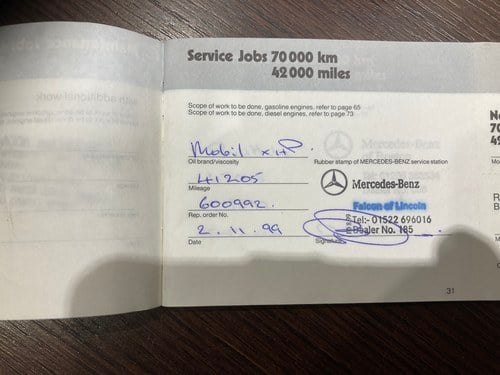 Service Jobs 70 000 km
42 000 miles
Scope of work to be done, gasoline engines, refer to page 65
Scope of work to be done, diesel engines, refer to page 73
Mobil XHP.
Oil brand/viscosity
Rubber stamp of MERCEDES-BENZ service station
41205
Mileage
Mercedes-Benz
600992.
Falcon of Lincoln
Rep. order No.
Tel:- 01522 696016
2. 11. 99
Dealer No. 185
Date
Signature
31